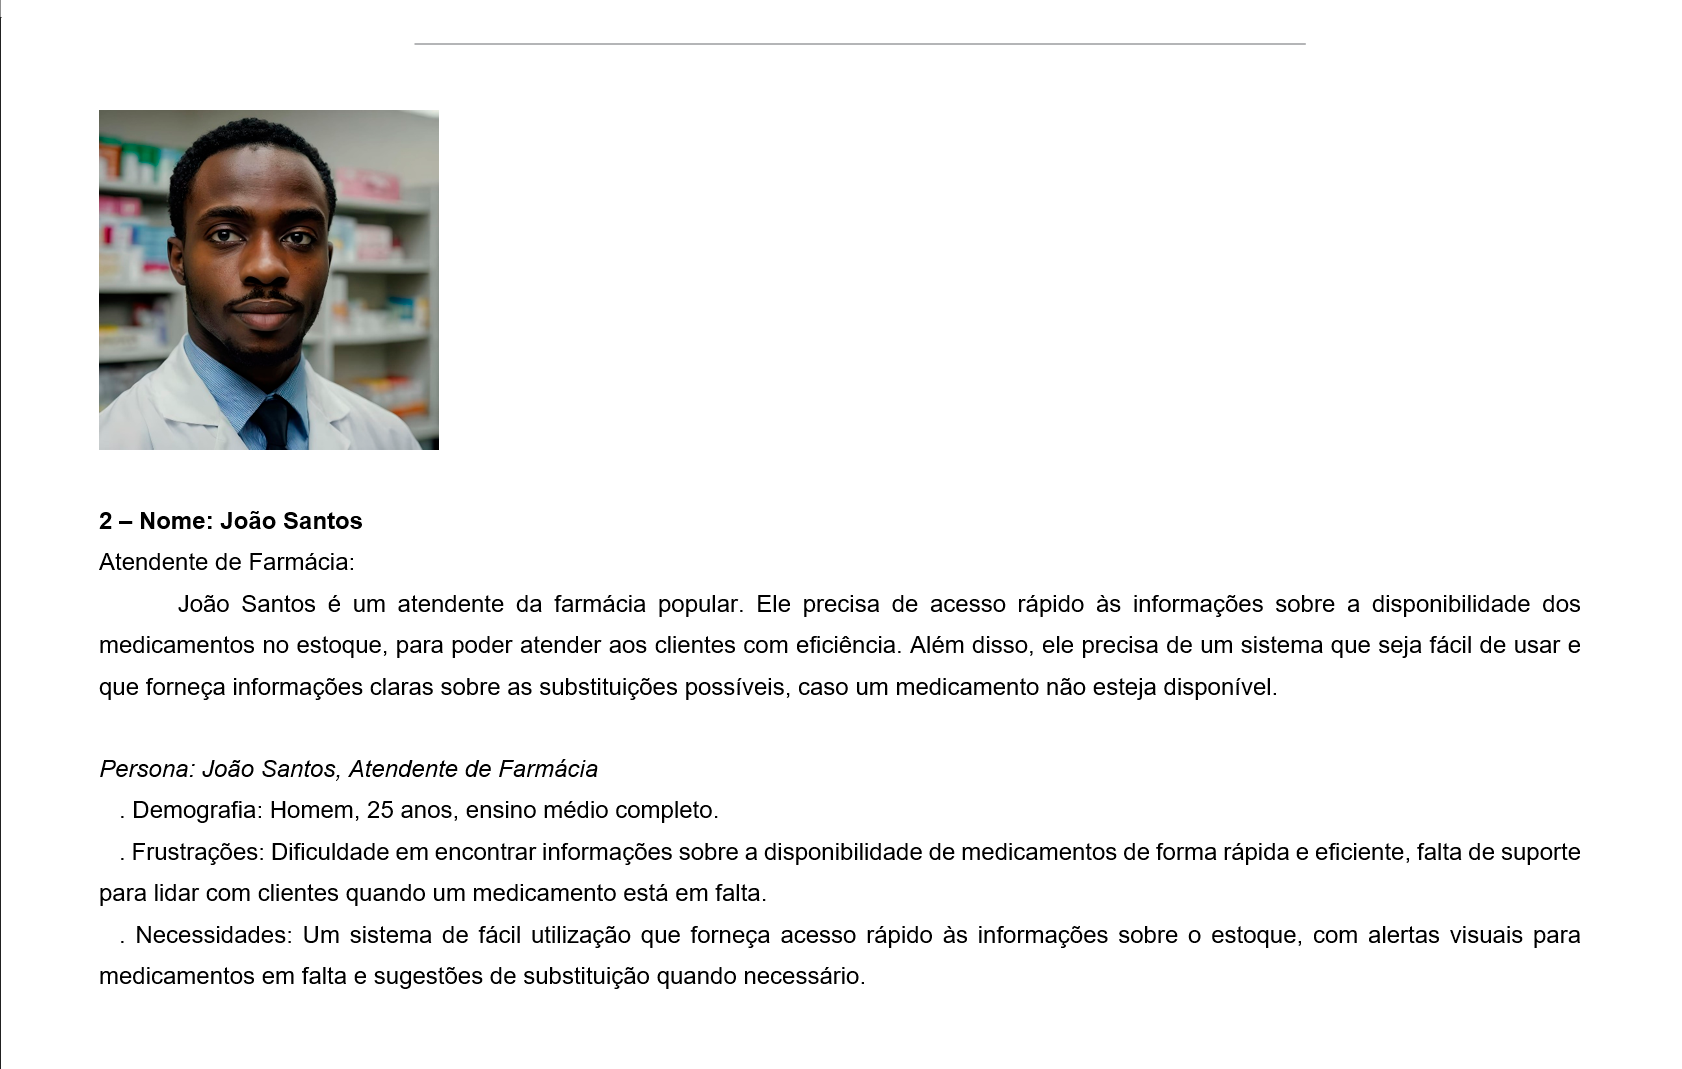 2 – Nome: João Santos
Atendente de Farmácia:
João Santos é um atendente da farmácia popular. Ele precisa de acesso rápido às informações sobre a disponibilidade dos
medicamentos no estoque, para poder atender aos clientes com eficiência. Além disso, ele precisa de um sistema que seja fácil de usar e
que forneça informações claras sobre as substituições possíveis, caso um medicamento não esteja disponível.
Persona: João Santos, Atendente de Farmácia
. Demografia: Homem, 25 anos, ensino médio completo.
. Frustrações: Dificuldade em encontrar informações sobre a disponibilidade de medicamentos de forma rápida e eficiente, falta de suporte
para lidar com clientes quando um medicamento está em falta.
. Necessidades: Um sistema de fácil utilização que forneça acesso rápido às informações sobre o estoque, com alertas visuais para
medicamentos em falta e sugestões de substituição quando necessário.